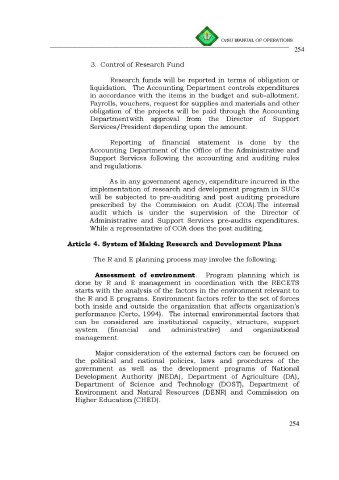 CvSU MANUAL OF OPERATIONS
254
3. Control of Research Fund
Research funds will be reported in terms of obligation or
liquidation. The Accounting Department controls expenditures
in accordance with the items in the budget and sub-allotment.
Payrolls, vouchers, request for supplies and materials and other
obligation of the projects will be paid through the Accounting
Departmentwith approval from the Director of Support
Services/President depending upon the amount.
Reporting of financial statement is done by the
Accounting Department of the Office of the Administrative and
Support Services following the accounting and auditing rules
and regulations.
As in any government agency, expenditure incurred in the
implementation of research and development program in SUCs
will be subjected to pre-auditing and post auditing procedure
prescribed by the Commission on Audit (COA).The internal
audit which is under the supervision of the Director of
Administrative and Support Services pre-audits expenditures.
While a representative of COA does the post auditing.
Article 4. System of Making Research and Development Plans
The R and E planning process may involve the following:
Assessment of environment. Program planning which is
done by R and E management in coordination with the RECETS
starts with the analysis of the factors in the environment relevant to
the R and E programs. Environment factors refer to the set of forces
both inside and outside the organization that affects organization's
performance (Certo, 1994). The internal environmental factors that
can be considered are institutional capacity, structure, support
system (financial and administrative) and organizational
management.
Major consideration of the external factors can be focused on
the political and national policies, laws and procedures of the
government as well as the development programs of National
Development Authority (NEDA), Department of Agriculture (DA),
Department of Science and Technology (DOST), Department of
Environment and Natural Resources (DENR) and Commission on
Higher Education (CHED).
254